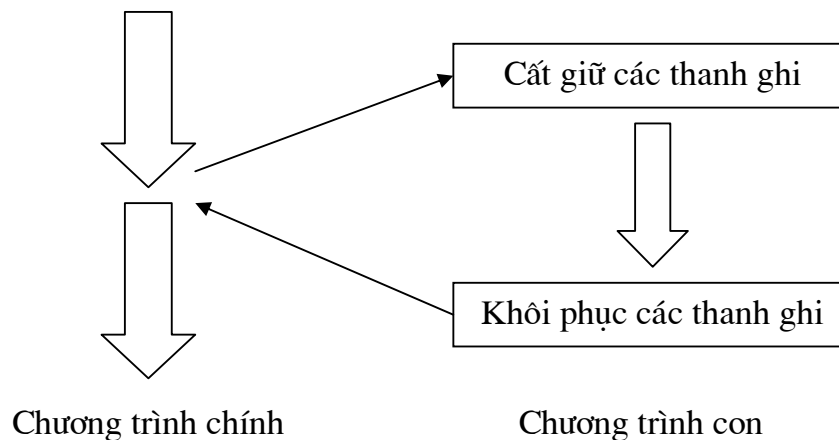 Cất giữ các thanh ghi
Khôi phục các thanh ghi
Chương trình chính
Chương trình con